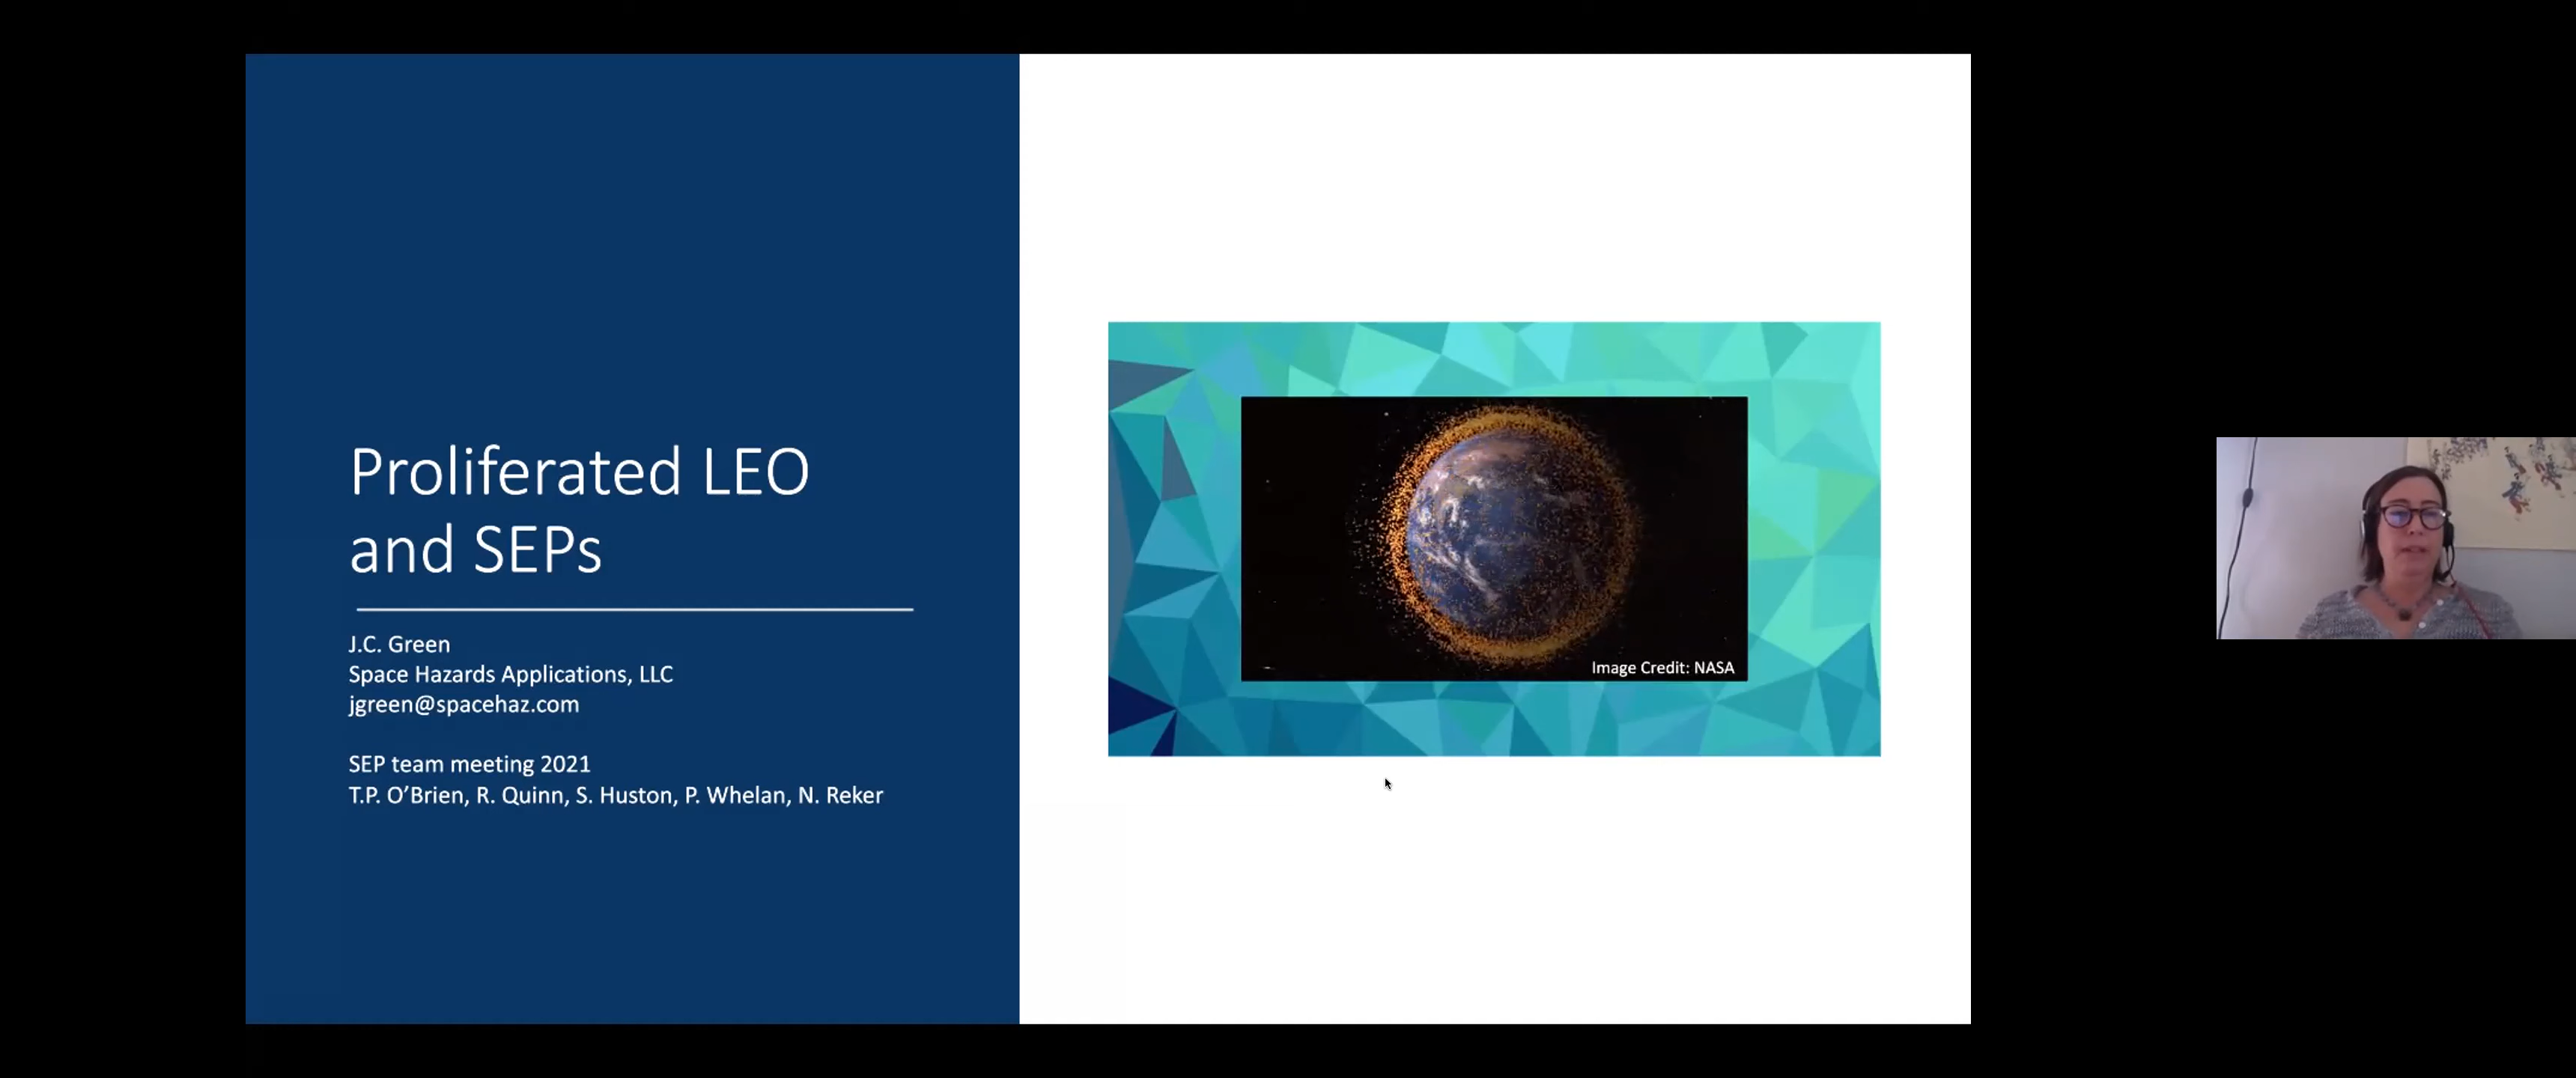 Proliferated LEO
and SEPs
J.C. Green
Space Hazards Applications, LLC
jgreen@spacehaz.com
SEP team meeting 2021
T.P. O’Brien, R. Quinn, S. Huston, P. Whelan, N. Reker
Image Credit: NASA